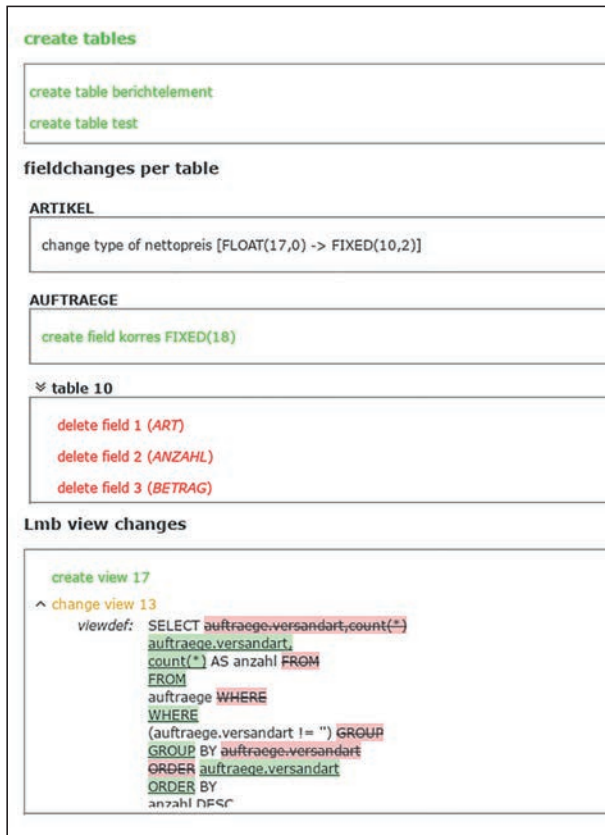 create tables
create table berichtelement
create table test
fieldchanges per table
ARTIKEL
change type of nettopreis [FLOAT(17,0) -> FIXED(10,2)]
AUFTRAEGE
create field korres FIXED(18)
table 10
delete field 1 (ART)
delete field 2 (ANZAHL)
delete field 3 (BETRAG)
Lmb view changes
create view 17
change view 13
viewdef: SELECT auftraege.versandart,count(*)
auftraege.versandart,
count(*) AS anzahl FROM
FROM
auftraege WHERE
WHERE
(auftraege.versandart != '') GROUP
GROUP BY auftraege.versandart
ORDER auftraege.versandart
ORDER BY
anzahl DESC